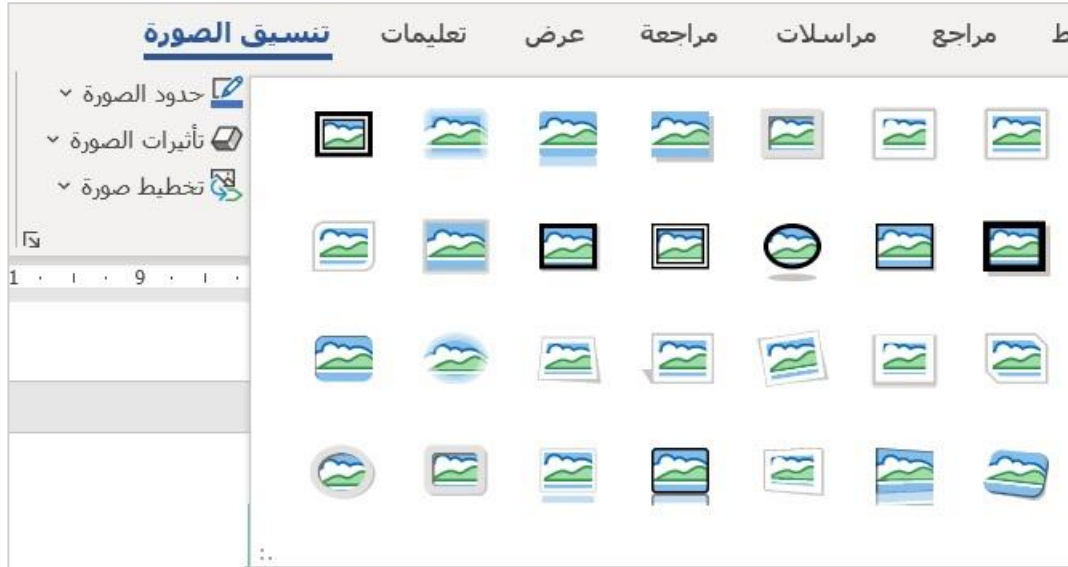 ط مراجع مراسلات مراجعة عرض تعليمات تنسيق الصورة
حدود الصورة
تأثيرات الصورة
تخطيط صورة
1 · ı · 9 · ı ·